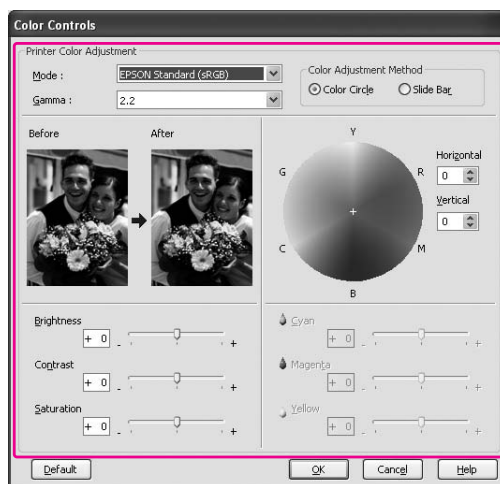 Color Controls
Printer Color Adjustment
Mode : EPSON Standard (sRGB)
Gamma : 2.2
Color Adjustment Method
Color Circle Slide Bar
Before After
Y
G R
C M
B
Horizontal
0
Vertical
0
Brightness
+ 0 - +
Contrast
+ 0 - +
Saturation
+ 0 - +
Cyan
+ 0 - +
Magenta
+ 0 - +
Yellow
+ 0 - +
Default OK Cancel Help